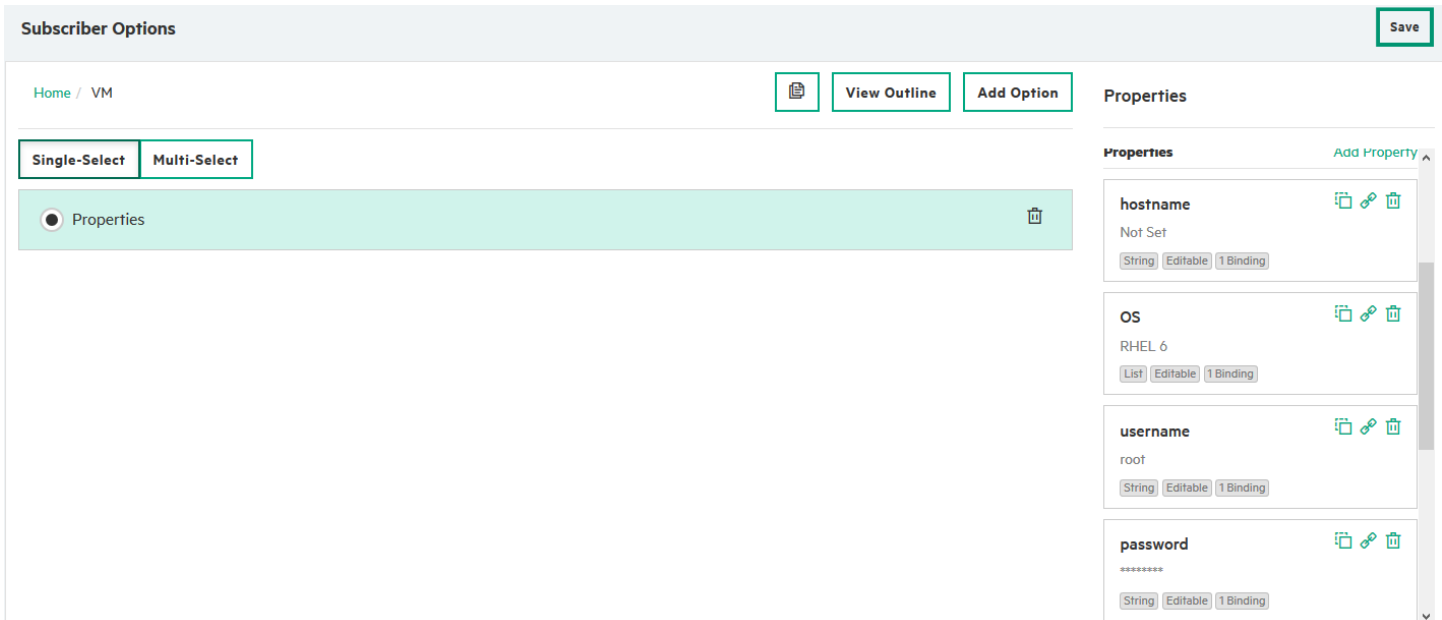 Subscriber Options
Save
Home / VM
View Outline
Add Option
Single-Select
Multi-Select
Properties
Properties
Properties
Add Property
hostname
Not Set
String Editable 1 Binding
OS
RHEL 6
List Editable 1 Binding
username
root
String Editable 1 Binding
password
********
String Editable 1 Binding